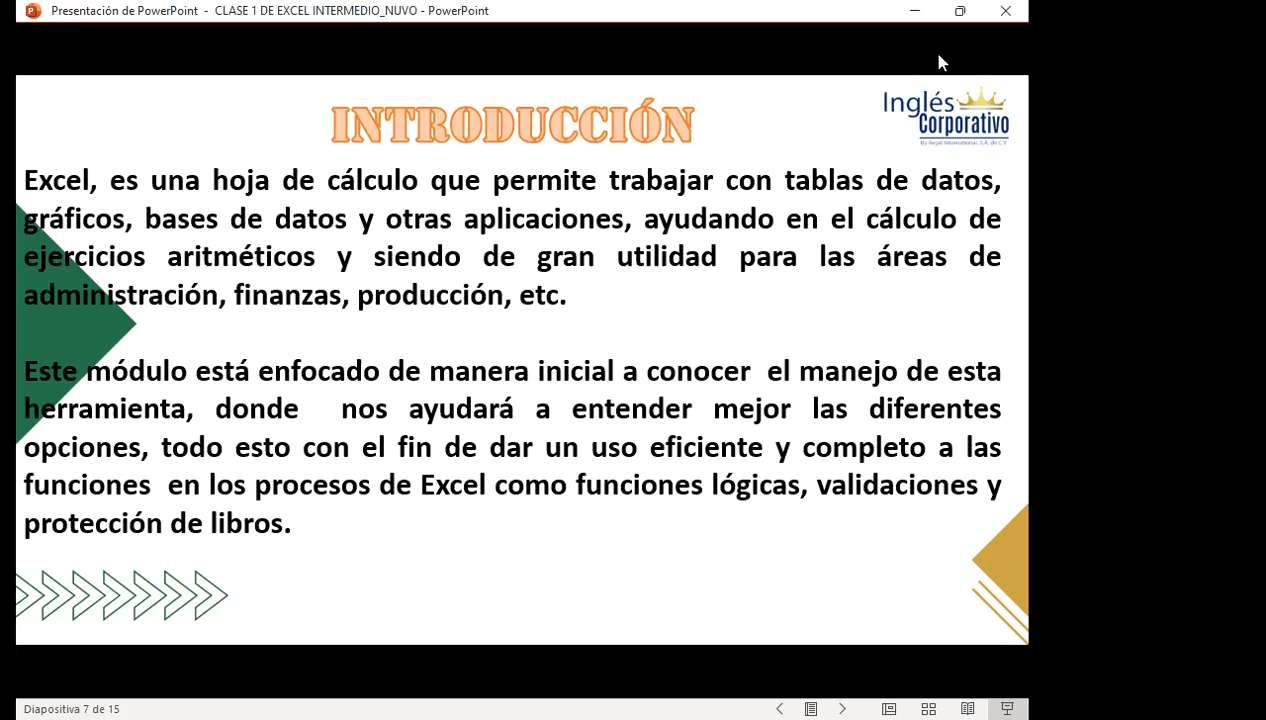 Presentación de PowerPoint - CLASE 1 DE EXCEL INTERMEDIO_NUVO - PowerPoint
INTRODUCCIÓN
Inglés
Corporativo
By Regal International, S.A. de C.V
Excel, es una hoja de cálculo que permite trabajar con tablas de datos,
gráficos, bases de datos y otras aplicaciones, ayudando en el cálculo de
ejercicios aritméticos y siendo de gran utilidad para las áreas de
administración, finanzas, producción, etc.
Este módulo está enfocado de manera inicial a conocer el manejo de esta
herramienta, donde nos ayudará a entender mejor las diferentes
opciones, todo esto con el fin de dar un uso eficiente y completo a las
funciones en los procesos de Excel como funciones lógicas, validaciones y
protección de libros.
Diapositiva 7 de 15